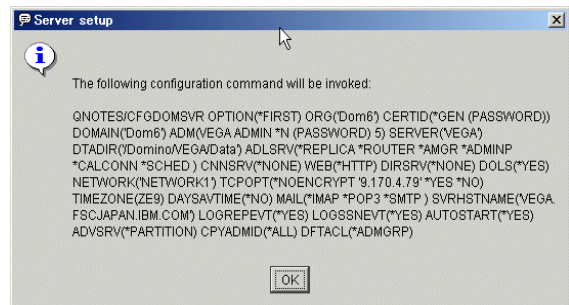 Server setup
The following configuration command will be invoked:
QNOTES/CFGDOMSVR OPTION(*FIRST) ORG('Dom6') CERTID(*GEN (PASSWORD))
DOMAIN('Dom6') ADM(VEGA ADMIN *N (PASSWORD) 5) SERVER('VEGA')
DTADIR('/Domino/VEGA/Data') ADLSRV(*REPLICA *ROUTER *AMGR *ADMINP
*CALCONN *SCHED ) CNNSRV(*NONE) WEB(*HTTP) DIRSRV(*NONE) DOLS(*YES)
NETWORK('NETWORK1') TCPOPT(*NOENCRYPT '9.170.4.79' *YES *NO)
TIMEZONE(ZE9) DAYSAVTIME(*NO) MAIL(*IMAP *POP3 *SMTP ) SVRHSTNAME('VEGA.
FSCJAPAN.IBM.COM') LOGREPEVT(*YES) LOGSSNEVT(*YES) AUTOSTART(*YES)
ADVSRV(*PARTITION) CPYADMID(*ALL) DFTACL(*ADMGRP)
OK